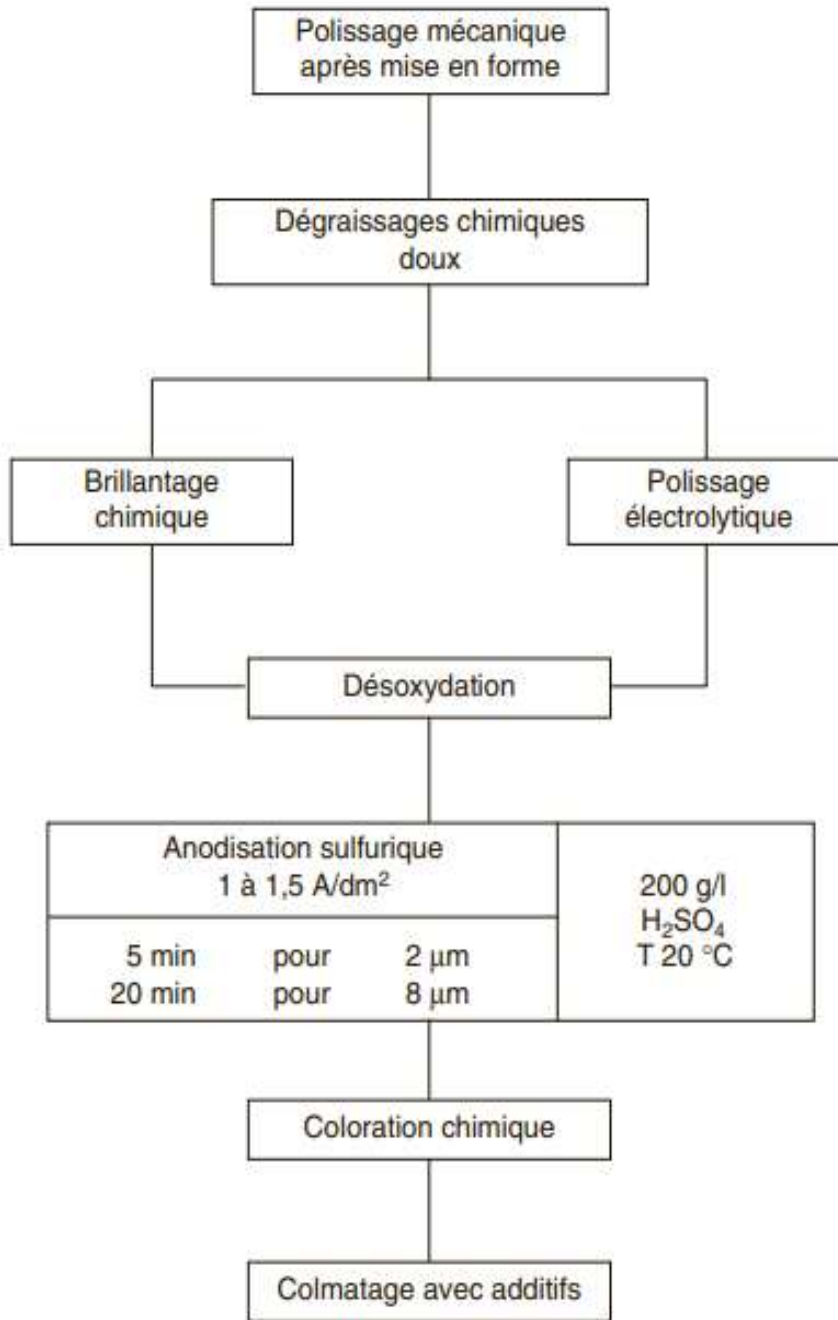 Polissage mécanique
après mise en forme
Dégraissages chimiques
doux
Brillantage
chimique
Polissage
électrolytique
Désoxydation
Anodisation sulfurique
1 à 1,5 A/dm²
200 g/l
H₂SO₄
T 20 °C
5 min pour 2 μm
20 min pour 8 μm
Coloration chimique
Colmatage avec additifs